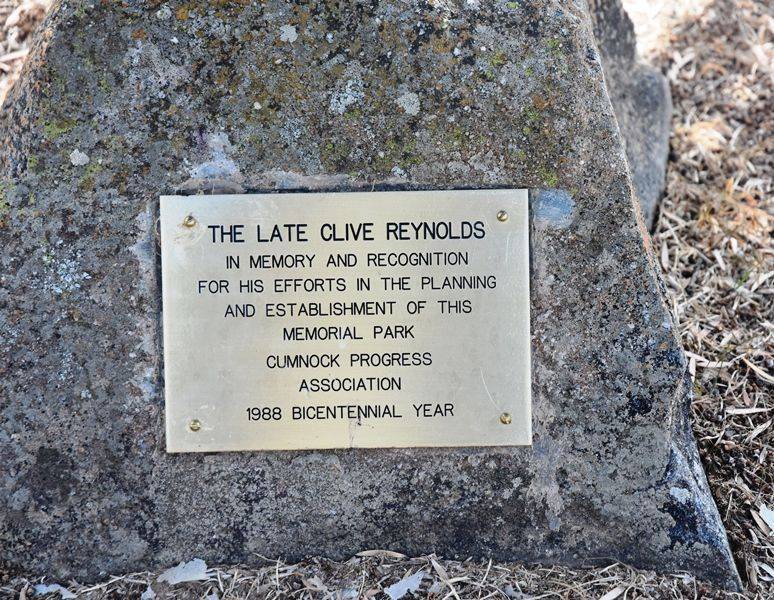 THE LATE CLIVE REYNOLDS
IN MEMORY AND RECOGNITION
FOR HIS EFFORTS IN THE PLANNING
AND ESTABLISHMENT OF THIS
MEMORIAL PARK
CUMNOCK PROGRESS
ASSOCIATION
1988 BICENTENNIAL YEAR